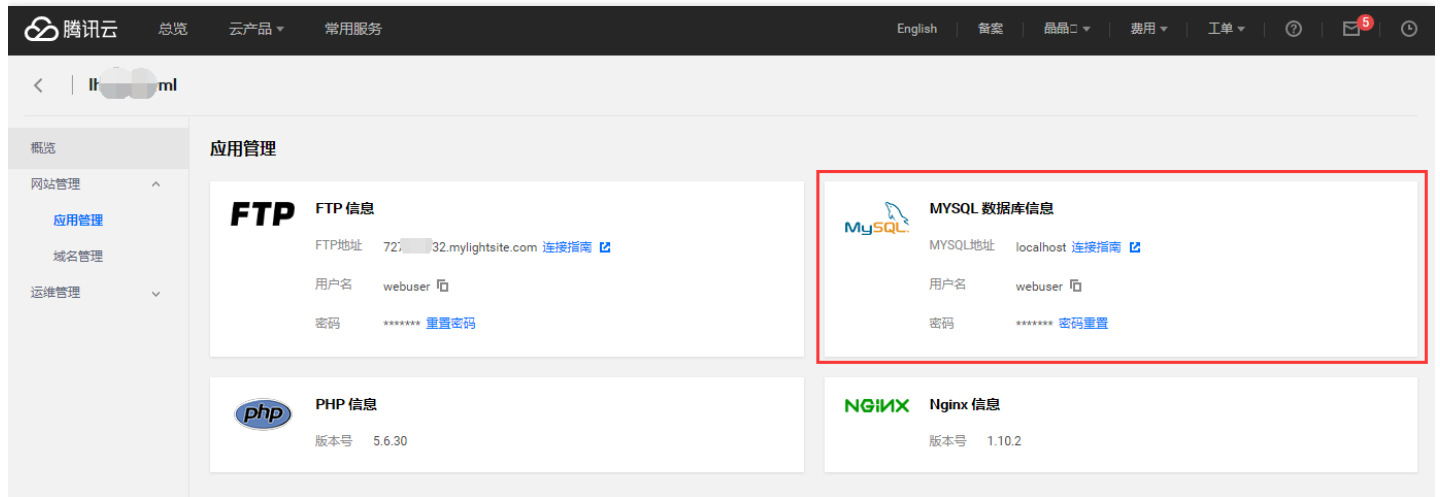 腾讯云 总览 云产品 常用服务 English 备案 晶晶 费用 工单 5
lh ml
概览
网站管理
应用管理
域名管理
运维管理
应用管理
FTP
FTP 信息
FTP地址 727 32.mylightsite.com 连接指南
用户名 webuser
密码 ******* 重置密码
MySQL
MYSQL 数据库信息
MYSQL地址 localhost 连接指南
用户名 webuser
密码 ******* 密码重置
php
PHP 信息
版本号 5.6.30
NGiNX
Nginx 信息
版本号 1.10.2